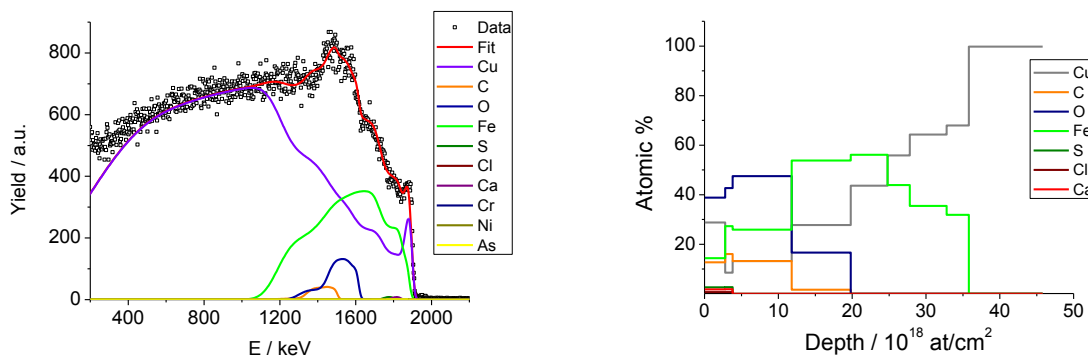 800
600
400
200
0
Yield / a.u.
400 800 1200 1600 2000
E / keV
Data
Fit
Cu
C
O
Fe
S
Cl
Ca
Cr
Ni
As
100
80
60
40
20
Atomic %
0 10 20 30 40 50
Depth / 10¹⁸ at/cm²
Cu
C
O
Fe
S
Cl
Ca